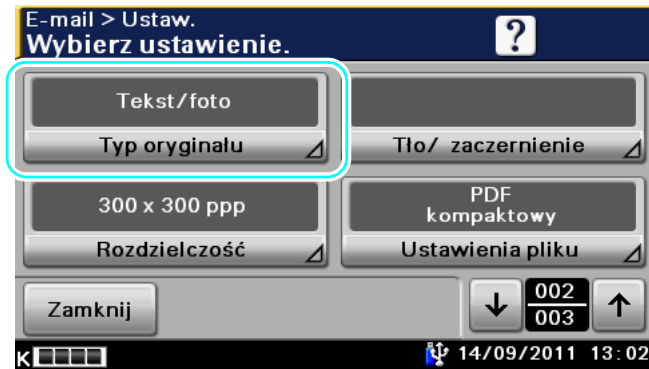 E-mail > Ustaw.
Wybierz ustawienie.
?
Tekst/foto
Typ oryginału
Tło/ zaczernienie
300 x 300 ppp
Rozdzielczość
PDF
kompaktowy
Ustawienia pliku
Zamknij
↓
002
003
↑
K
14/09/2011 13:02